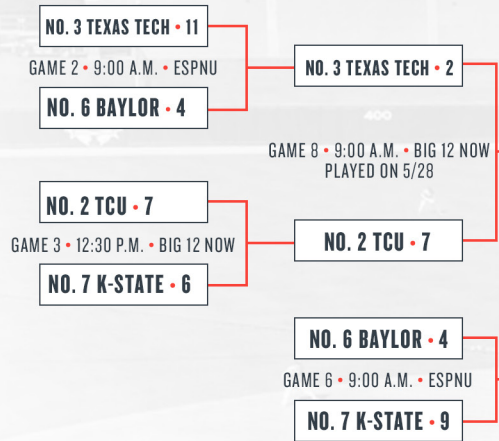 NO. 3 TEXAS TECH • 11
GAME 2 • 9:00 A.M. • ESPNU
NO. 6 BAYLOR • 4
NO. 3 TEXAS TECH • 2
400
GAME 8 • 9:00 A.M. • BIG 12 NOW
PLAYED ON 5/28
NO. 2 TCU • 7
GAME 3 • 12:30 P.M. • BIG 12 NOW
NO. 7 K-STATE • 6
NO. 2 TCU • 7
NO. 6 BAYLOR • 4
GAME 6 • 9:00 A.M. • ESPNU
NO. 7 K-STATE • 9